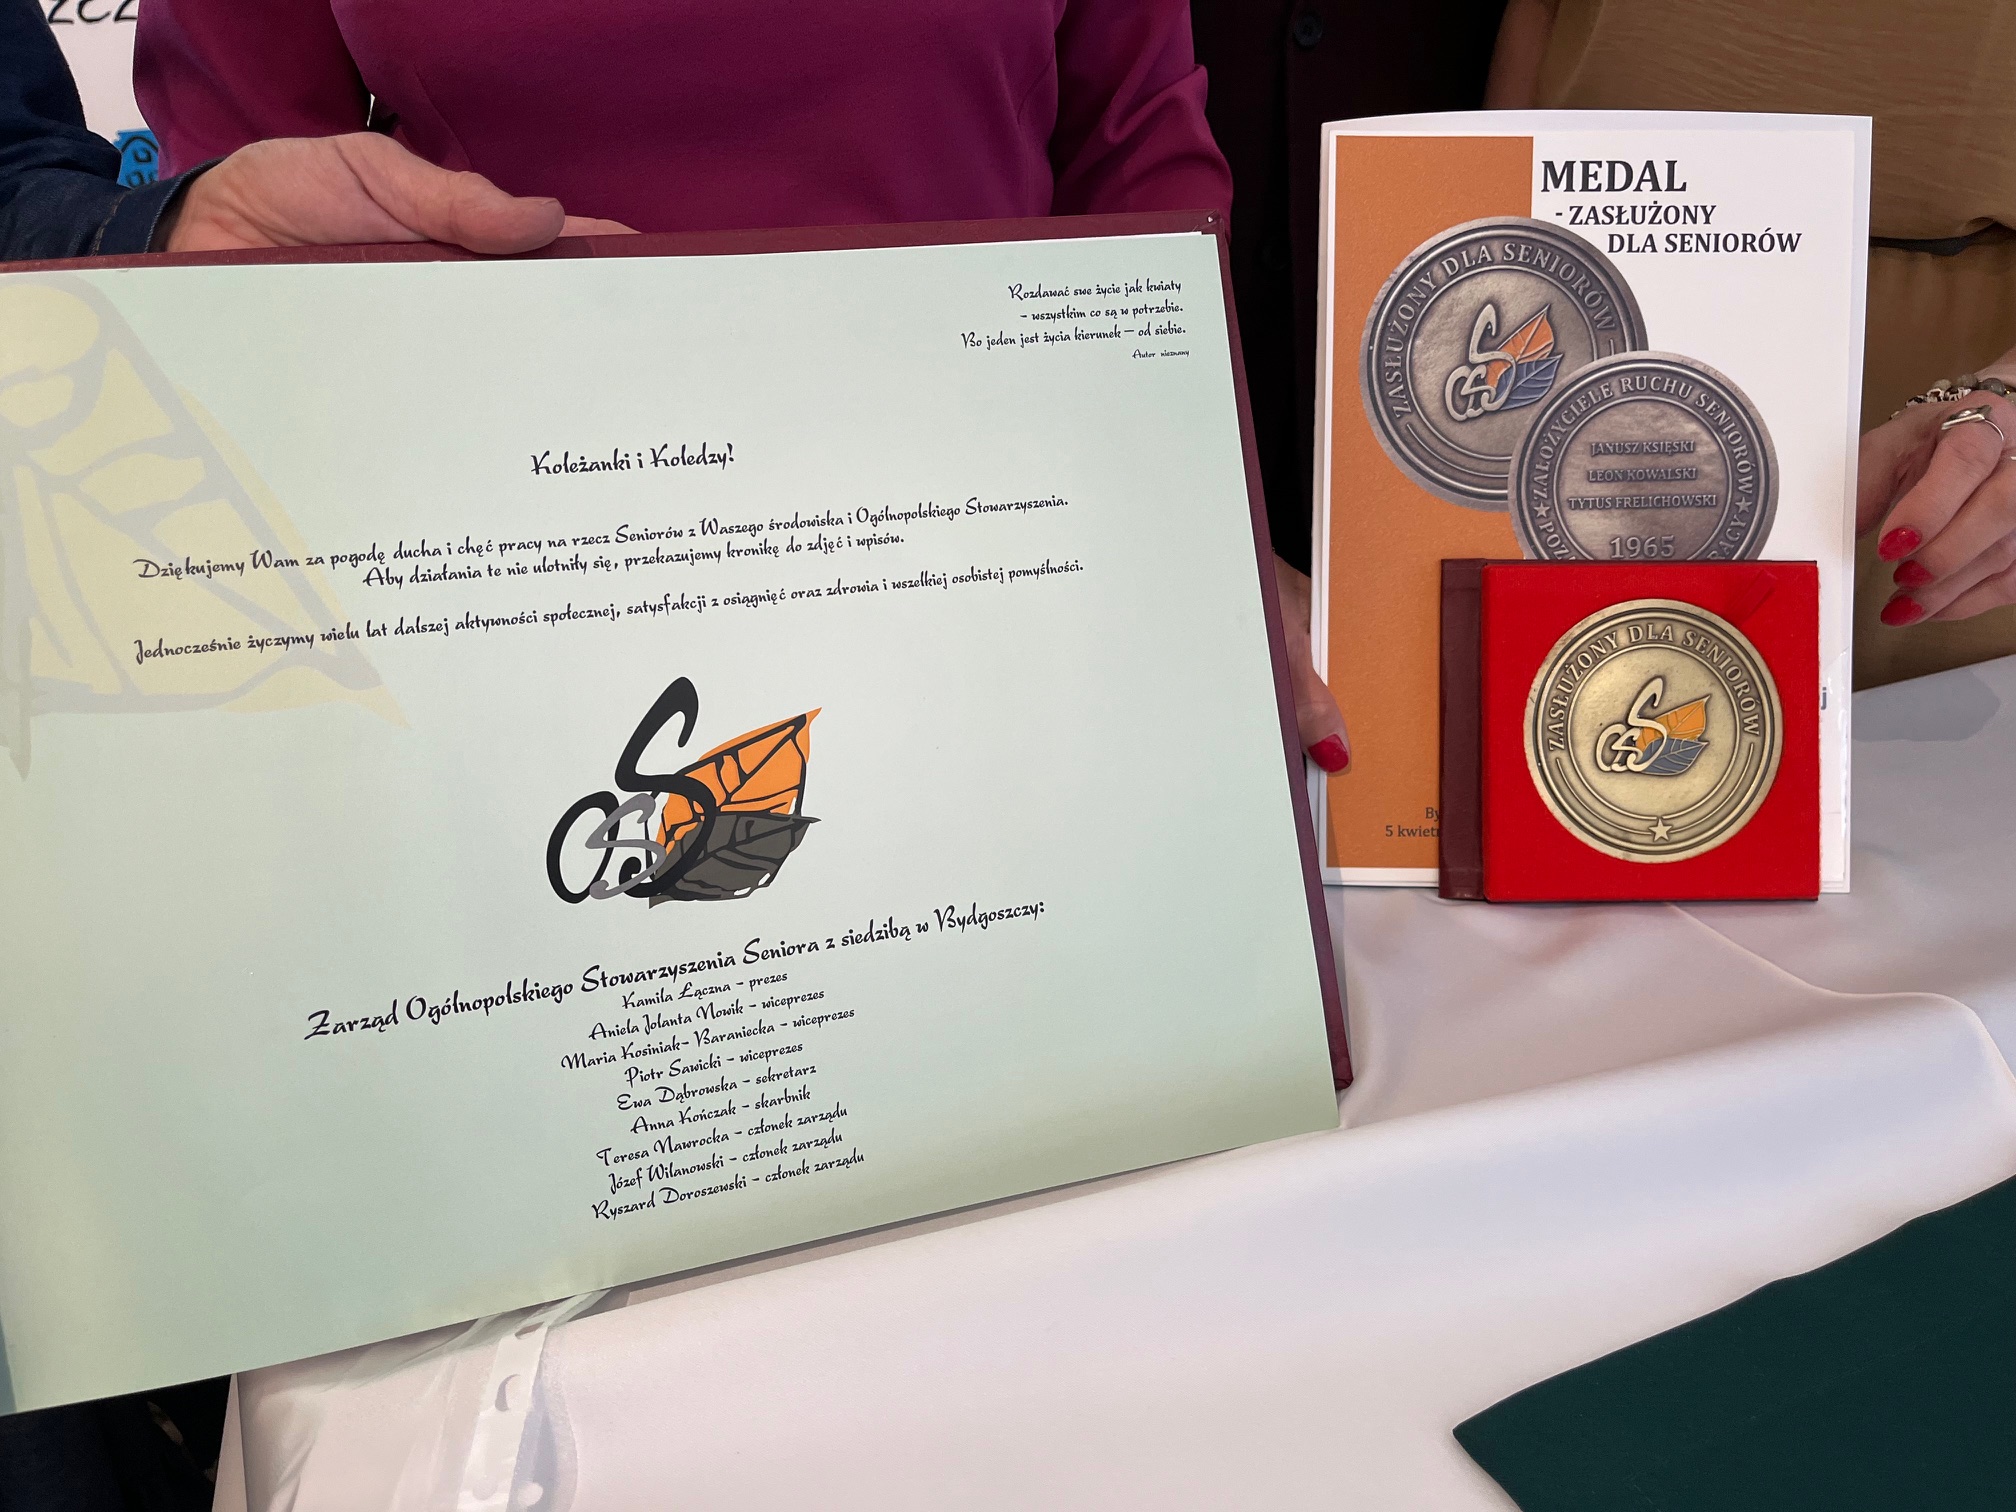 Rozdawać swe życie jak kwiaty
– wszystkim co są w potrzebie.
Bo jeden jest życia kierunek – od siebie.
Autor nieznany
Koleżanki i Koledzy!
Dziękujemy Wam za pogodę ducha i chęć pracy na rzecz Seniorów z Waszego środowiska i Ogólnopolskiego Stowarzyszenia.
Aby działania te nie ulotniły się, przekazujemy kronikę do zdjęć i wpisów.
Jednocześnie życzymy wielu lat dalszej aktywności społecznej, satysfakcji z osiągnięć oraz zdrowia i wszelkiej osobistej pomyślności.
OSS
Zarząd Ogólnopolskiego Stowarzyszenia Seniora z siedzibą w Bydgoszczy:
Kamila Łączna – prezes
Aniela Jolanta Nowik – wiceprezes
Maria Kosiniak- Baraniecka – wiceprezes
Piotr Sawicki – wiceprezes
Ewa Dąbrowska – sekretarz
Anna Kończak – skarbnik
Teresa Nawrocka – członek zarządu
Józef Wilanowski – członek zarządu
Ryszard Doroszewski – członek zarządu
MEDAL
- ZASŁUŻONY
DLA SENIORÓW
ZASŁUŻONY DLA SENIORÓW
OSS
ZAŁOŻYCIELE RUCHU SENIORÓW
JANUSZ KSIĘSKI
LEON KOWALSKI
TYTUS FRELICHOWSKI
1965
By
5 kwiet
ZASŁUŻONY DLA SENIORÓW
OSS